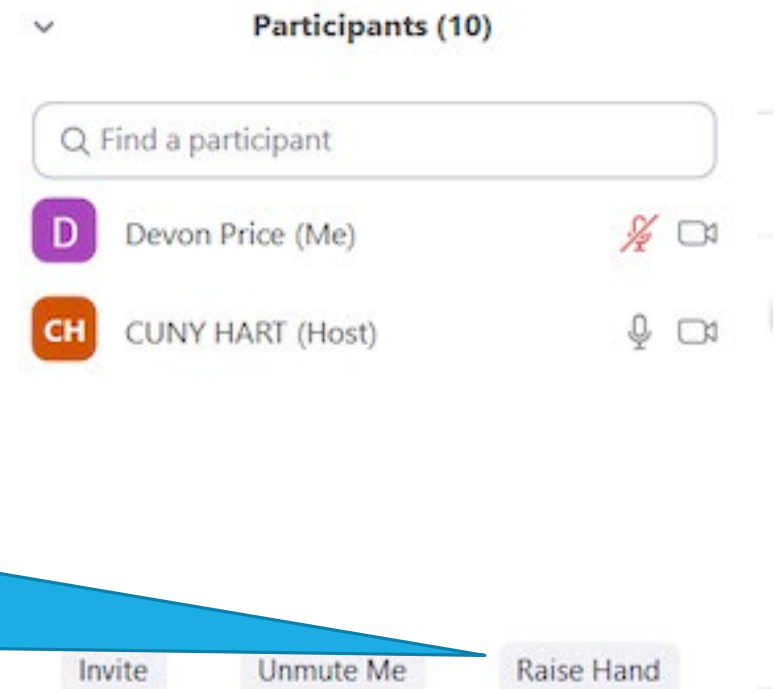 Participants (10)
Find a participant
D Devon Price (Me)
CH CUNY HART (Host)
Invite Unmute Me Raise Hand